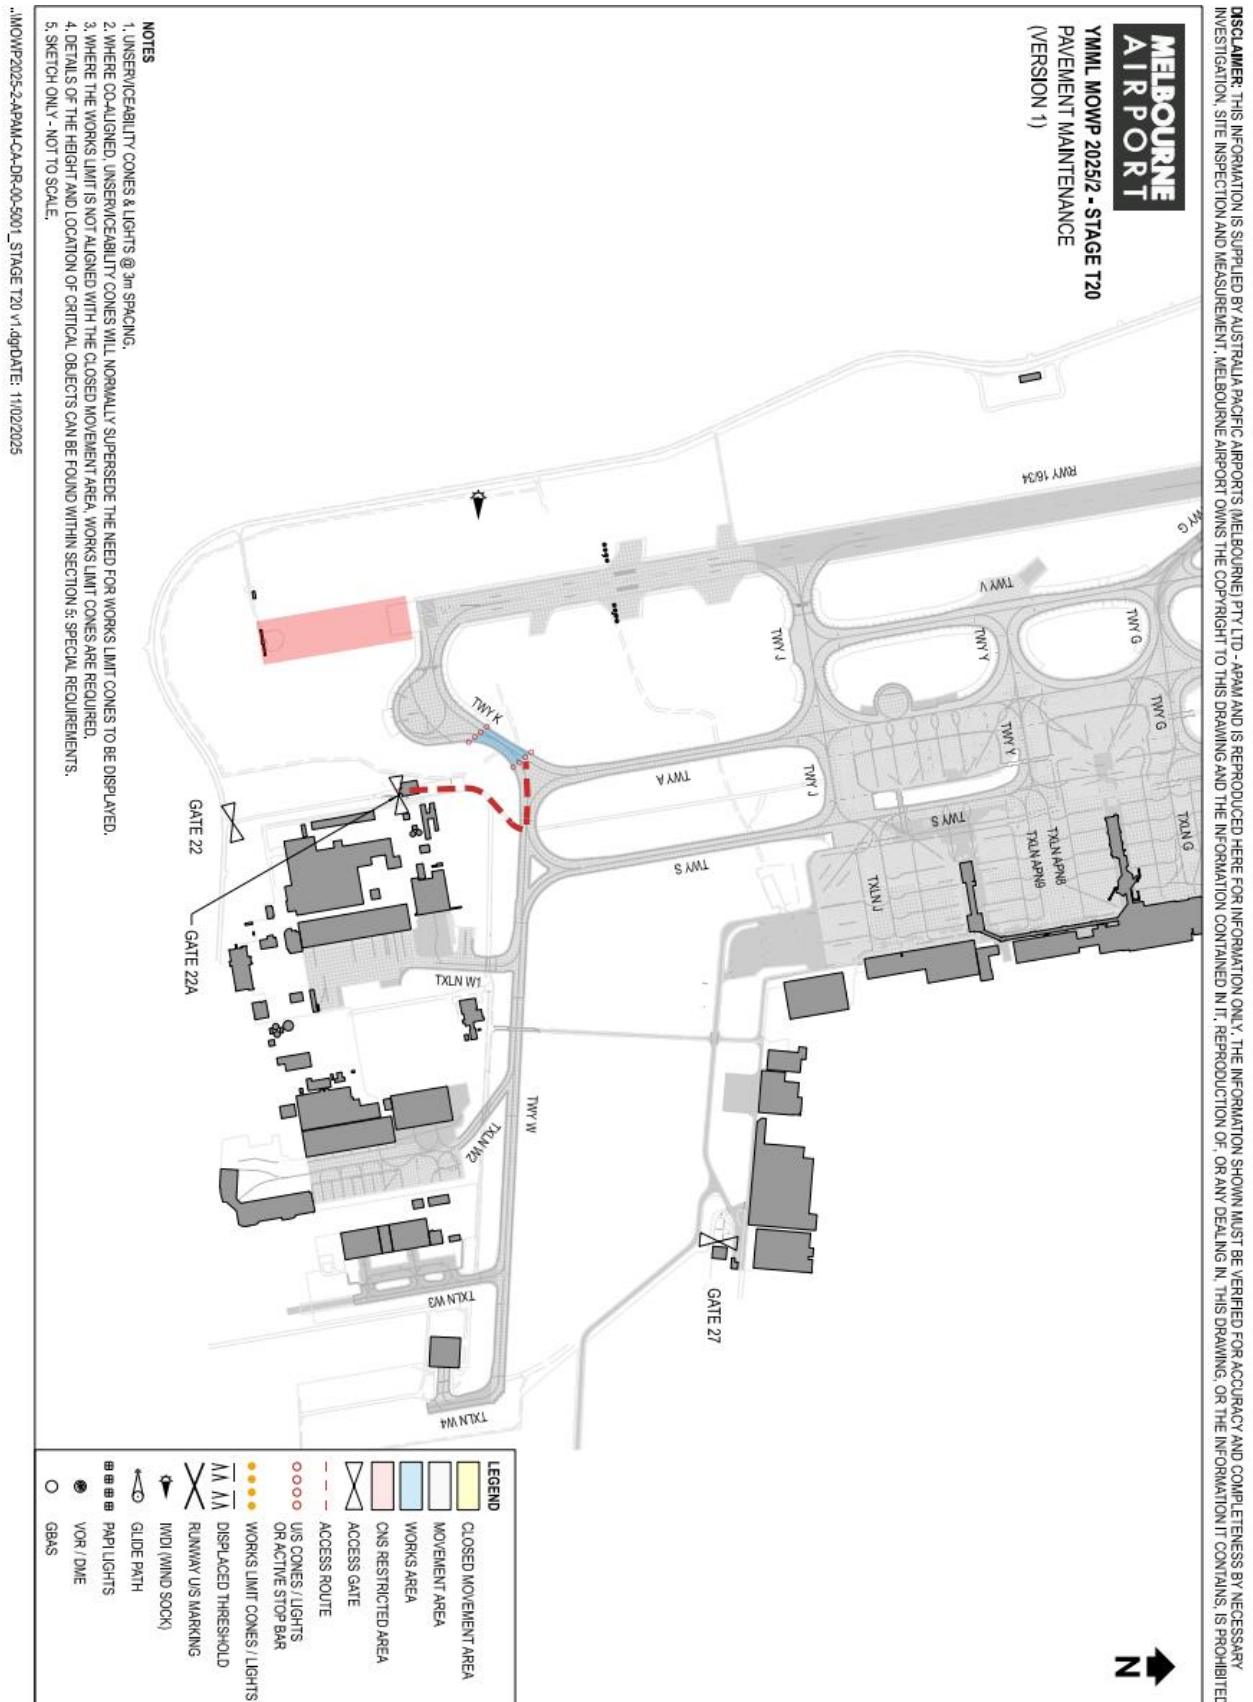 DISCLAIMER: THIS INFORMATION IS SUPPLIED BY AUSTRALIA PACIFIC AIRPORTS (MELBOURNE) PTY LTD - APAM AND IS REPRODUCED HERE FOR INFORMATION ONLY. THE INFORMATION SHOWN MUST BE VERIFIED FOR ACCURACY AND COMPLETENESS BY NECESSARY
INVESTIGATION, SITE INSPECTION AND MEASUREMENT. MELBOURNE AIRPORT OWNS THE COPYRIGHT TO THIS DRAWING AND THE INFORMATION CONTAINED IN IT. REPRODUCTION OF, OR ANY DEALING IN, THIS DRAWING, OR THE INFORMATION IT CONTAINS, IS PROHIBITED
MELBOURNE
AIRPORT
YMML MOWP 2025/2 - STAGE T20
PAVEMENT MAINTENANCE
(VERSION 1)
N
RWY 16/34
WY G
TWY V
TWY G
TWY J
TWY Y
TWY G
TWY K
TWY Y
TWY A
TWY J
TWY S
TXLN G
TXLN APN8
TXLN APN9
TWY S
TXLN J
GATE 22
GATE 22A
TXLN W1
TWY W
TXLN W2
GATE 27
TXLN W3
TXLN W4
NOTES
1. UNSERVICEABILITY CONES & LIGHTS @ 3m SPACING.
2. WHERE CO-ALIGNED, UNSERVICEABILITY CONES WILL NORMALLY SUPERSEDE THE NEED FOR WORKS LIMIT CONES TO BE DISPLAYED.
3. WHERE THE WORKS LIMIT IS NOT ALIGNED WITH THE CLOSED MOVEMENT AREA, WORKS LIMIT CONES ARE REQUIRED.
4. DETAILS OF THE HEIGHT AND LOCATION OF CRITICAL OBJECTS CAN BE FOUND WITHIN SECTION 5: SPECIAL REQUIREMENTS.
5. SKETCH ONLY - NOT TO SCALE.
LEGEND
CLOSED MOVEMENT AREA
MOVEMENT AREA
WORKS AREA
CNS RESTRICTED AREA
ACCESS GATE
ACCESS ROUTE
U/S CONES / LIGHTS
OR ACTIVE STOP BAR
WORKS LIMIT CONES / LIGHTS
DISPLACED THRESHOLD
RUNWAY U/S MARKING
IWDI (WIND SOCK)
GLIDE PATH
PAPI LIGHTS
VOR / DME
GBAS
..\MOWP2025-2-APAM-CA-DR-00-5001_STAGE T20 v1.dgnDATE: 11/02/2025